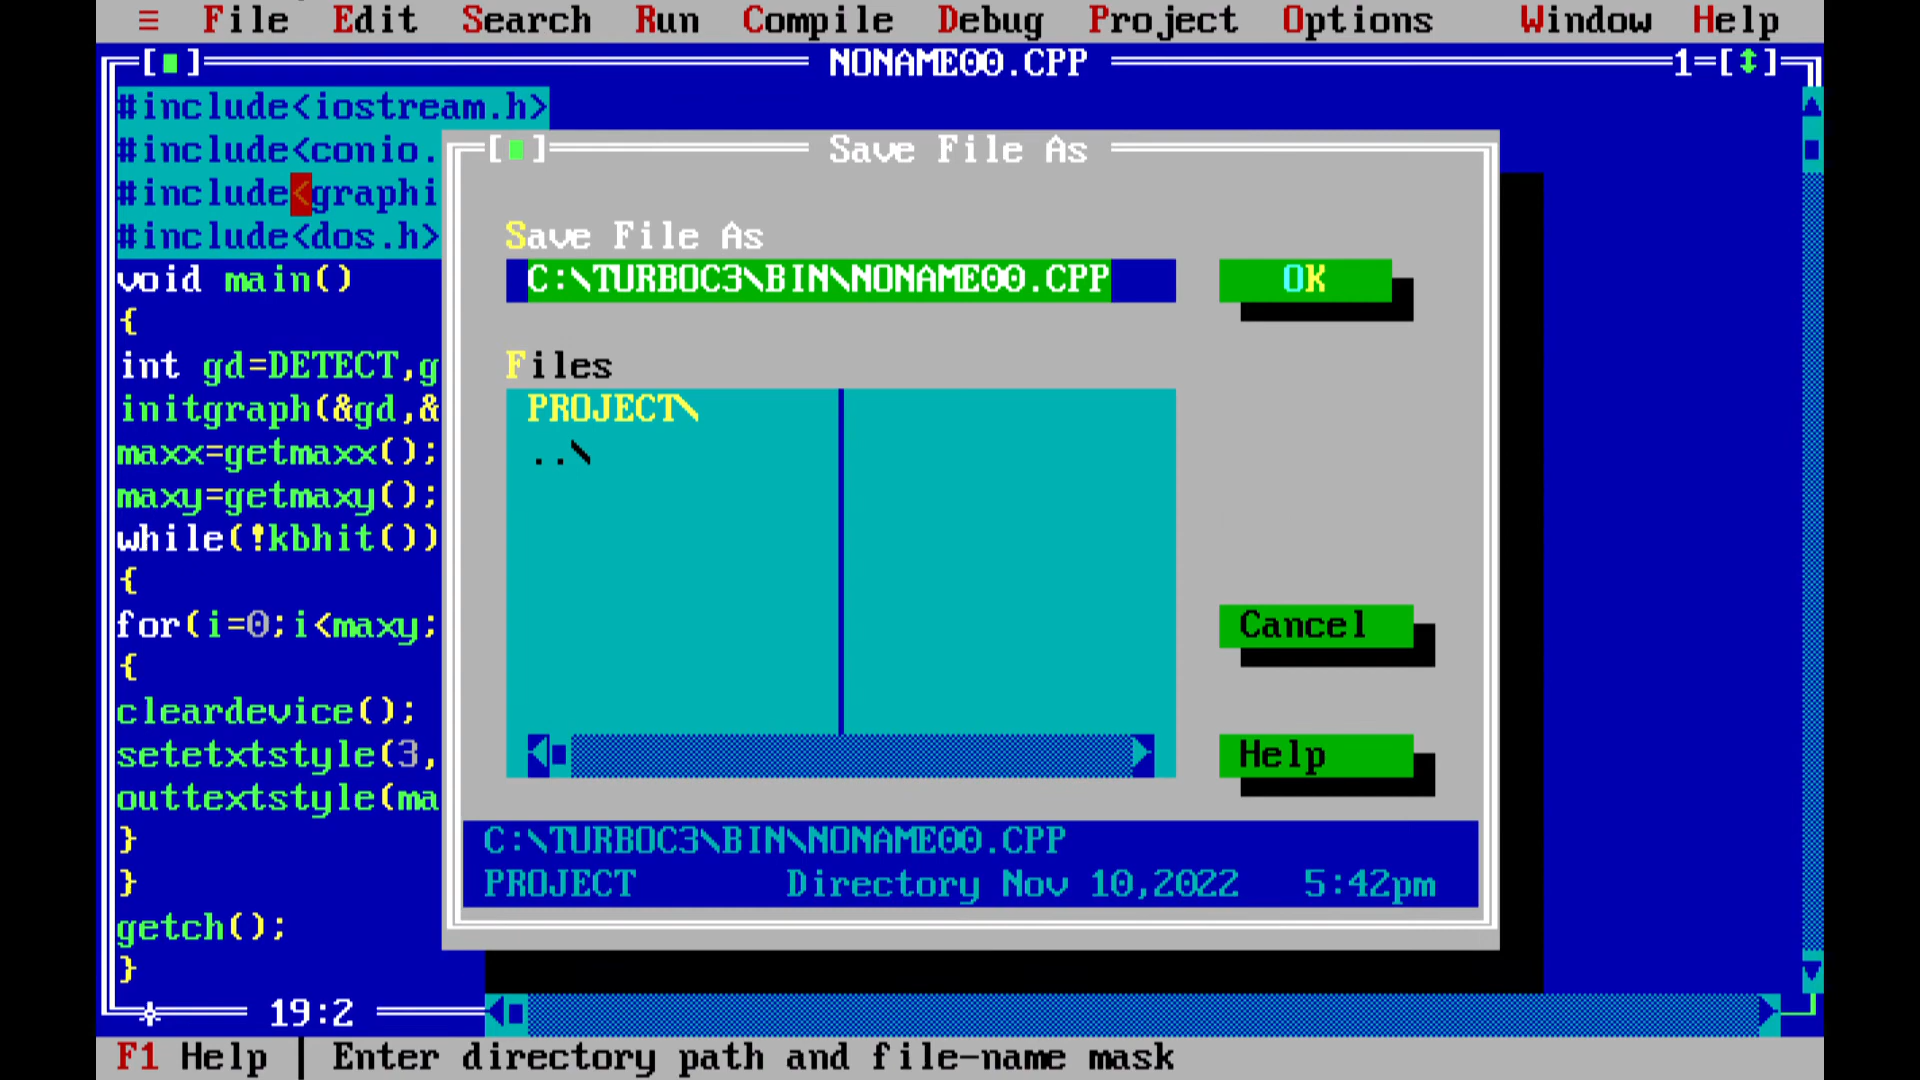 ≡ File Edit Search Run Compile Debug Project Options Window Help
[■] NONAME00.CPP 1=[↕]
#include<iostream.h>
#include<conio.
#include<graphi
#include<dos.h>
void main()
{
int gd=DETECT,g
initgraph(&gd,&
maxx=getmaxx();
maxy=getmaxy();
while(!kbhit())
{
for(i=0;i<maxy;
{
cleardevice();
setetxtstyle(3,
outtextstyle(ma
}
}
getch();
}
19:2
[■] Save File As
Save File As
C:\TURBOC3\BIN\NONAME00.CPP
OK
Files
PROJECT\
..\
Cancel
Help
C:\TURBOC3\BIN\NONAME00.CPP
PROJECT Directory Nov 10,2022 5:42pm
F1 Help │ Enter directory path and file-name mask